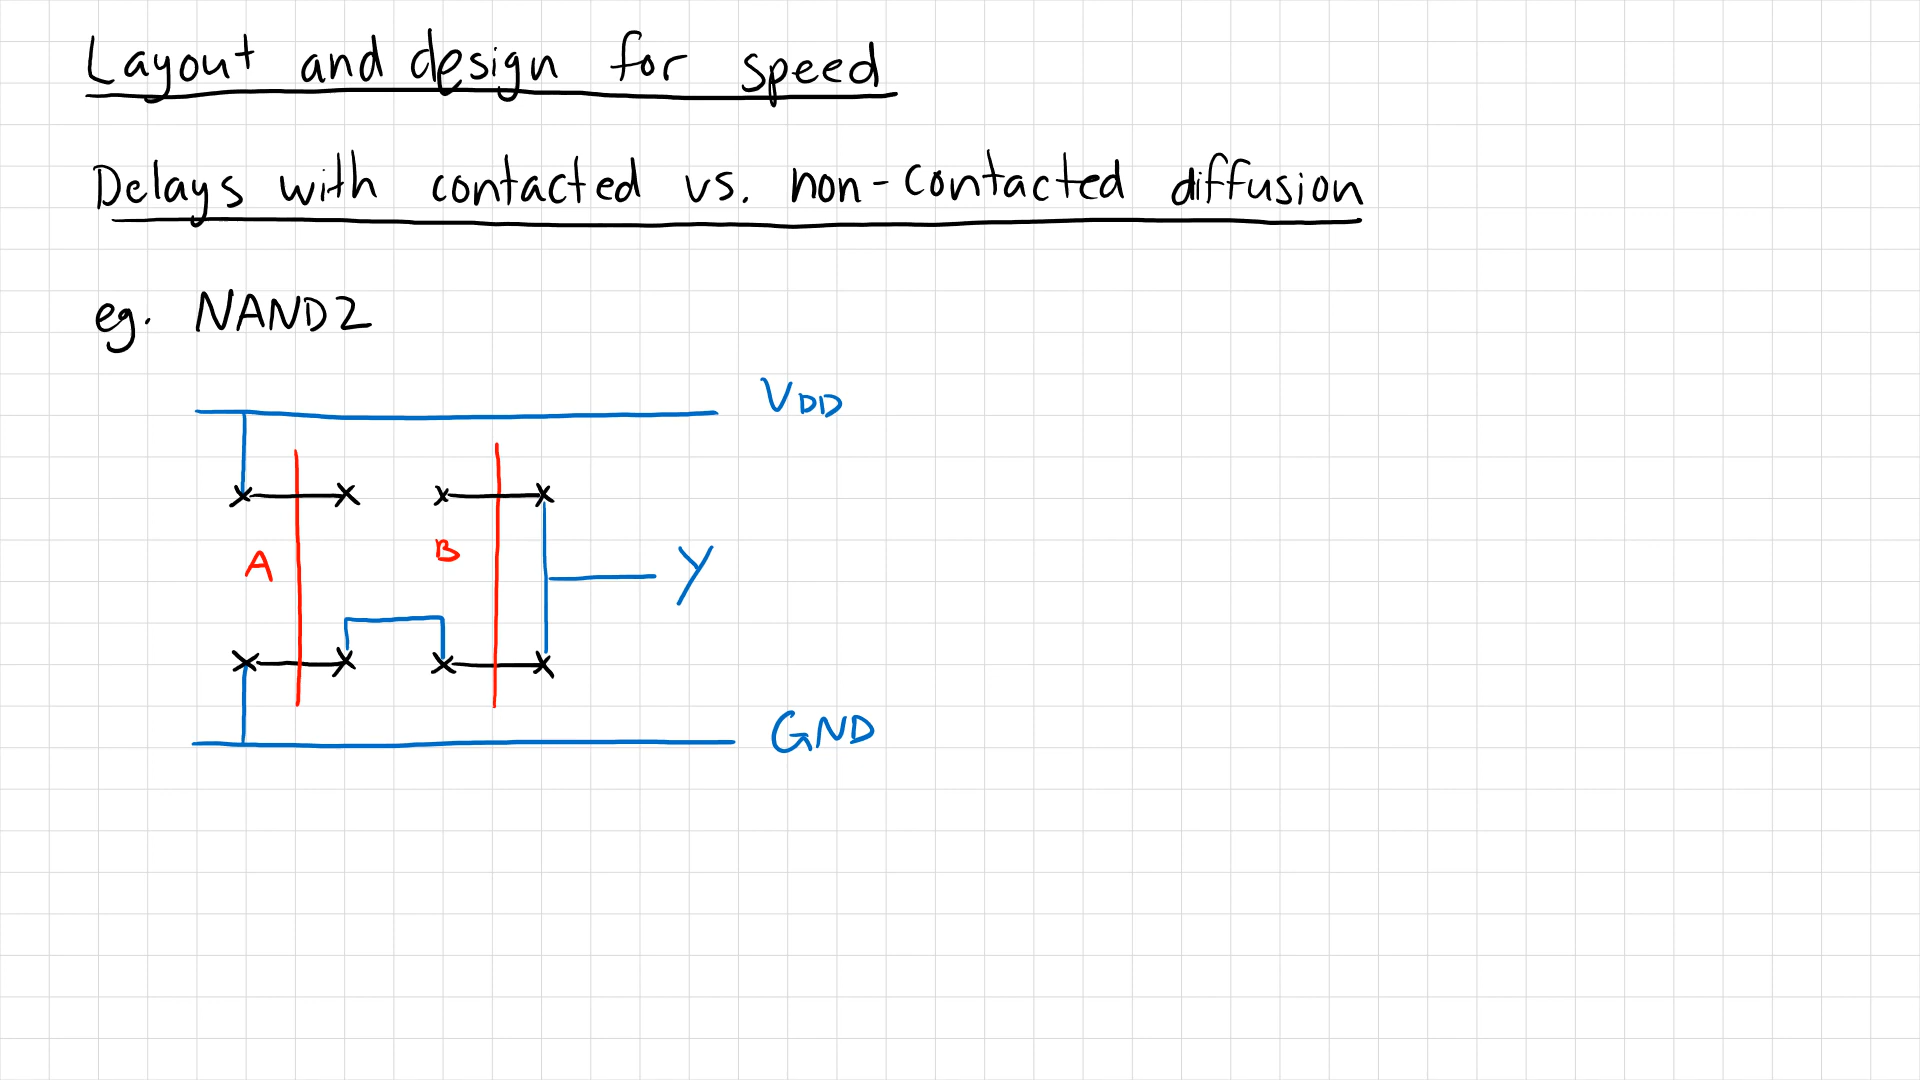 Layout and design for speed
Delays with contacted vs. non-contacted diffusion
eg. NAND2
VDD
A
B
Y
GND